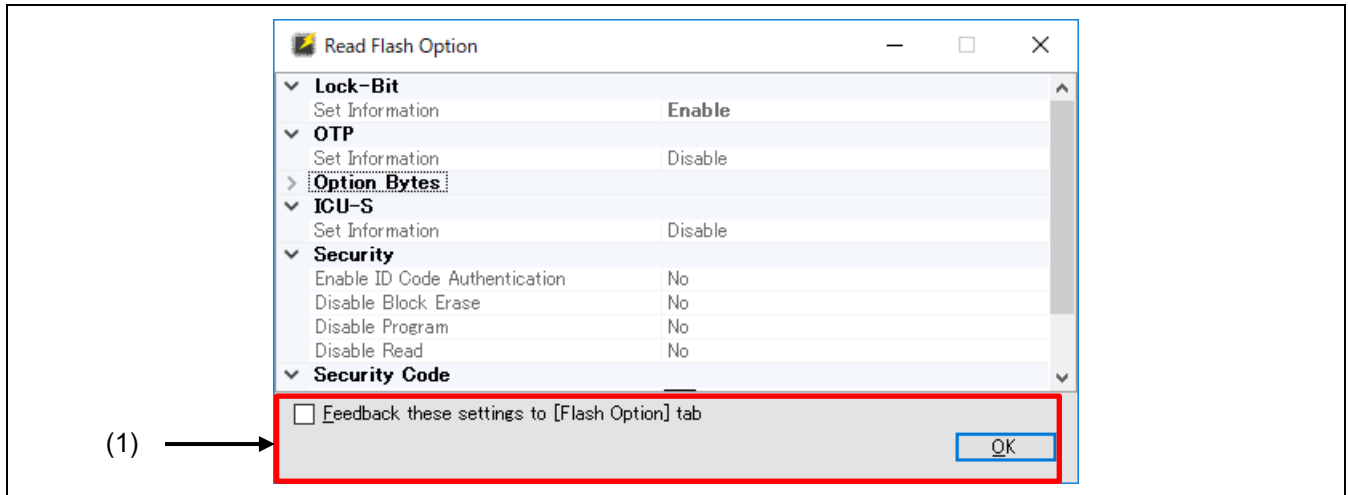 Read Flash Option
Lock-Bit
Set Information Enable
OTP
Set Information Disable
Option Bytes
ICU-S
Set Information Disable
Security
Enable ID Code Authentication No
Disable Block Erase No
Disable Program No
Disable Read No
Security Code
Feedback these settings to [Flash Option] tab
(1)
OK